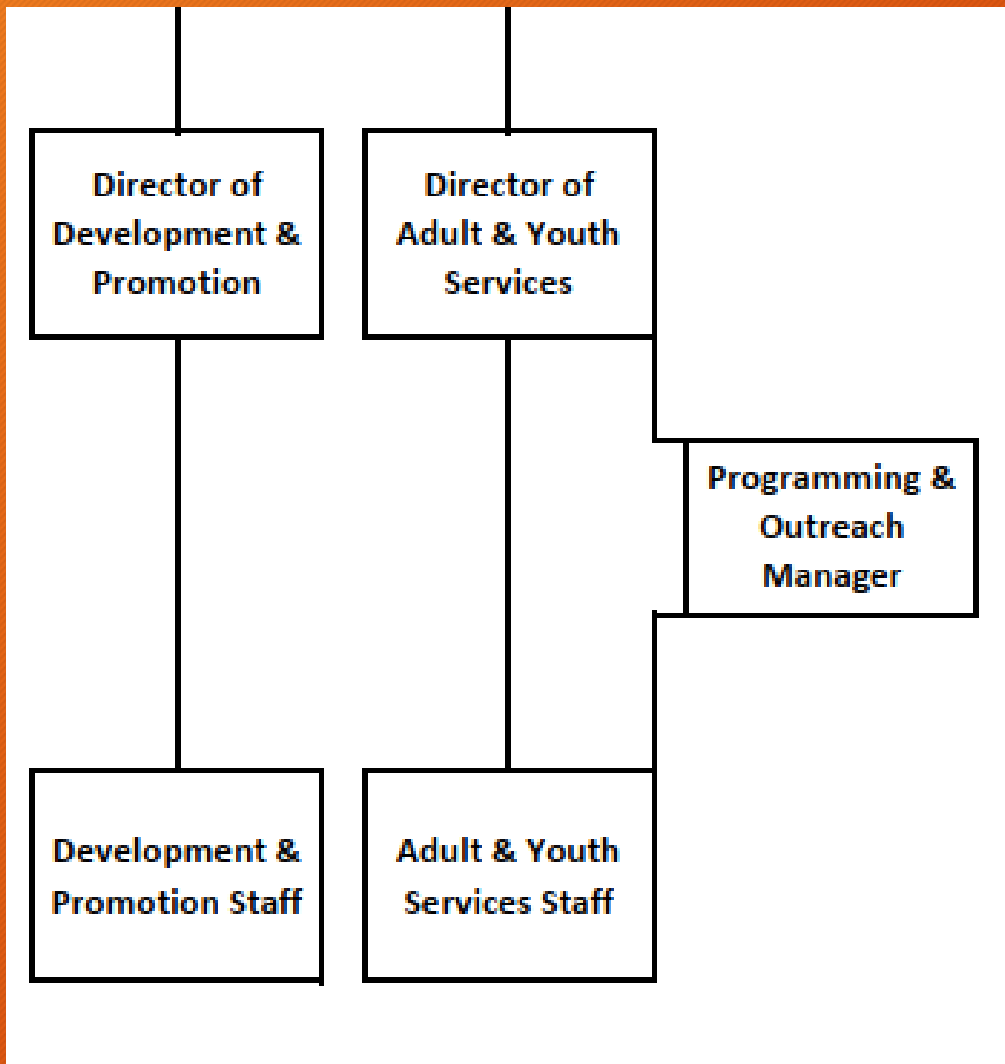 Director of
Development &
Promotion
Director of
Adult & Youth
Services
Programming &
Outreach
Manager
Development &
Promotion Staff
Adult & Youth
Services Staff